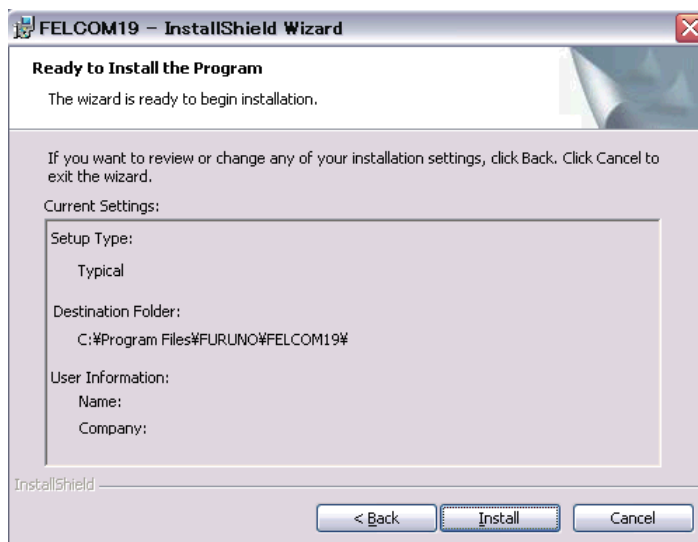 FELCOM19 - InstallShield Wizard
Ready to Install the Program
The wizard is ready to begin installation.
If you want to review or change any of your installation settings, click Back. Click Cancel to
exit the wizard.
Current Settings:
Setup Type:
Typical
Destination Folder:
C:¥Program Files¥FURUNO¥FELCOM19¥
User Information:
Name:
Company:
InstallShield
< Back
Install
Cancel